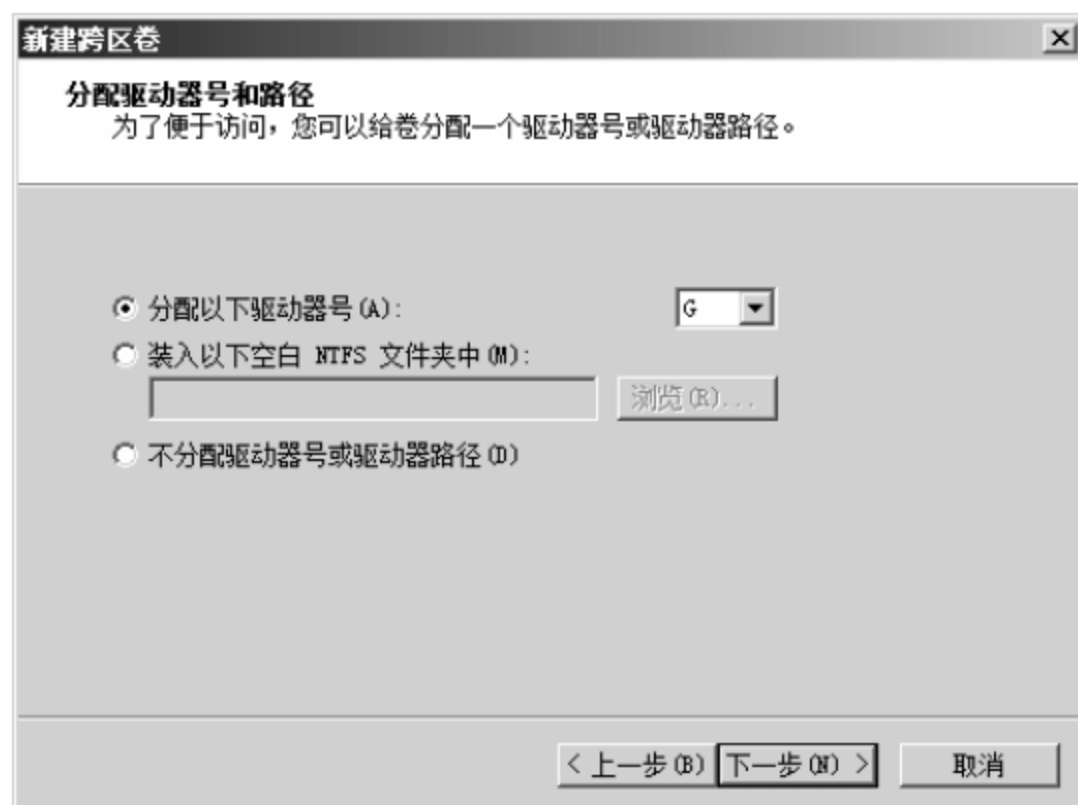 新建跨区卷
分配驱动器号和路径
为了便于访问，您可以给卷分配一个驱动器号或驱动器路径。
分配以下驱动器号(A): G
装入以下空白 NTFS 文件夹中(M):
浏览(R)...
不分配驱动器号或驱动器路径(D)
< 上一步(B) 下一步(N) > 取消